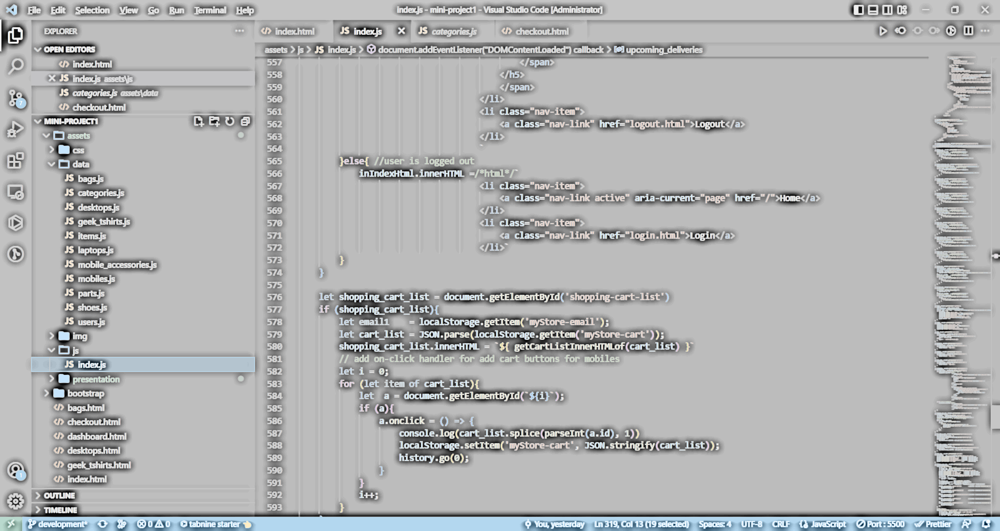 File Edit Selection View Go Run Terminal Help
index.js - mini-project1 - Visual Studio Code [Administrator]
EXPLORER
OPEN EDITORS
index.html
JS index.js assets\js
JS categories.js assets\data
checkout.html
MINI-PROJECT1
assets
css
data
JS bags.js
JS categories.js
JS desktops.js
JS geek_tshirts.js
JS items.js
JS laptops.js
JS mobile_accessories.js
JS mobiles.js
JS parts.js
JS shoes.js
JS users.js
img
js
JS index.js
presentation
bootstrap
bags.html
checkout.html
dashboard.html
desktops.html
geek_tshirts.html
index.html
OUTLINE
TIMELINE
7
1
index.html
JS index.js
JS categories.js
checkout.html
assets > js > JS index.js > document.addEventListener("DOMContentLoaded") callback > upcoming_deliveries
557 </span>
558 </h5>
559 </span>
560 </li>
561 <li class="nav-item">
562 <a class="nav-link" href="logout.html">Logout</a>
563 </li>
564 `
565 }else{ //user is logged out
566 inIndexHtml.innerHTML =/*html*/`
567 <li class="nav-item">
568 <a class="nav-link active" aria-current="page" href="/">Home</a>
569 </li>
570 <li class="nav-item">
571 <a class="nav-link" href="login.html">Login</a>
572 </li>`
573 }
574 }
575
576 let shopping_cart_list = document.getElementById('shopping-cart-list')
577 if (shopping_cart_list){
578 let email1    = localStorage.getItem('myStore-email');
579 let cart_list = JSON.parse(localStorage.getItem('myStore-cart'));
580 shopping_cart_list.innerHTML = `${ getCartListInnerHTMLof(cart_list) }`
581 // add on-click handler for add cart buttons for mobiles
582 let i = 0;
583 for (let item of cart_list){
584 let  a = document.getElementById(`${i}`);
585 if (a){
586 a.onclick = () => {
587 console.log(cart_list.splice(parseInt(a.id), 1))
588 localStorage.setItem('myStore-cart', JSON.stringify(cart_list));
589 history.go(0);
590 }
591 }
592 i++;
593 }
development* 0 0 tabnine starter You, yesterday Ln 319, Col 13 (19 selected) Spaces: 4 UTF-8 CRLF JavaScript Port : 5500 Prettier